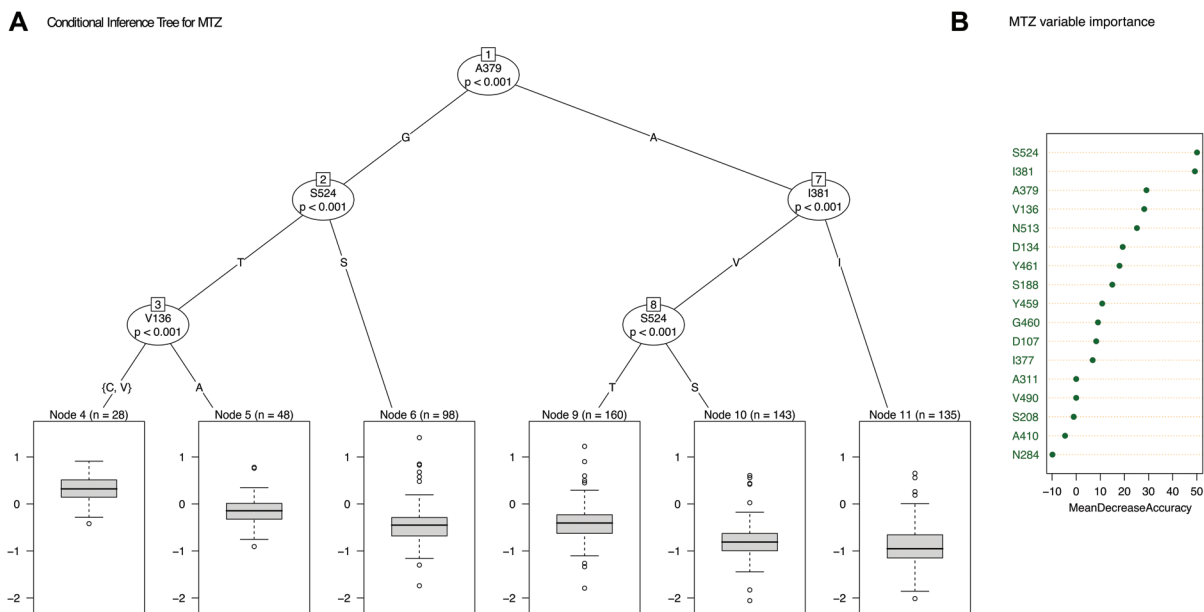 A Conditional Inference Tree for MTZ
1
A379
p < 0.001
G
A
2
S524
p < 0.001
7
I381
p < 0.001
T
S
V
I
3
V136
p < 0.001
8
S524
p < 0.001
{C, V}
A
T
S
Node 4 (n = 28)
Node 5 (n = 48)
Node 6 (n = 98)
Node 9 (n = 160)
Node 10 (n = 143)
Node 11 (n = 135)
1
0
−1
−2
1
0
−1
−2
1
0
−1
−2
1
0
−1
−2
1
0
−1
−2
1
0
−1
−2
B MTZ variable importance
S524
I381
A379
V136
N513
D134
Y461
S188
Y459
G460
D107
I377
A311
V490
S208
A410
N284
−10 0 10 20 30 40 50
MeanDecreaseAccuracy